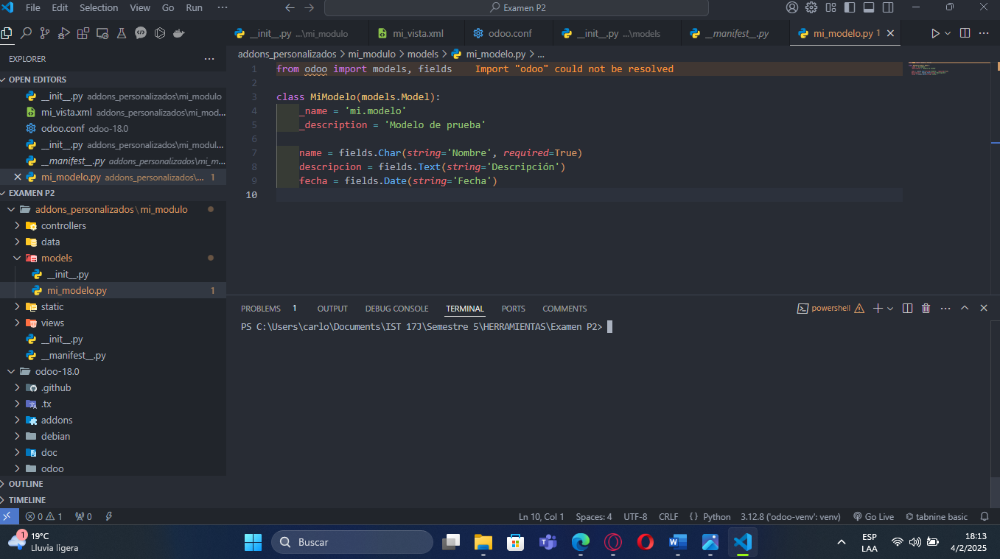 File Edit Selection View Go Run ··· Examen P2
__init__.py ...\mi_modulo mi_vista.xml odoo.conf __init__.py ...\models __manifest__.py mi_modelo.py 1
EXPLORER
addons_personalizados > mi_modulo > models > mi_modelo.py > ...
OPEN EDITORS
__init__.py addons_personalizados\mi_modulo
mi_vista.xml addons_personalizados\mi_mod...
odoo.conf odoo-18.0
__init__.py addons_personalizados\mi_modul...
__manifest__.py addons_personalizados\mi_m...
mi_modelo.py addons_personalizados\... 1
EXAMEN P2
addons_personalizados\mi_modulo
controllers
data
models
__init__.py
mi_modelo.py 1
static
views
__init__.py
__manifest__.py
odoo-18.0
.github
.tx
addons
debian
doc
odoo
OUTLINE
TIMELINE
1 from odoo import models, fields Import "odoo" could not be resolved
2
3 class MiModelo(models.Model):
4 _name = 'mi.modelo'
5 _description = 'Modelo de prueba'
6
7 name = fields.Char(string='Nombre', required=True)
8 descripcion = fields.Text(string='Descripción')
9 fecha = fields.Date(string='Fecha')
10
PROBLEMS 1 OUTPUT DEBUG CONSOLE TERMINAL PORTS COMMENTS powershell
PS C:\Users\carlo\Documents\IST 17J\Semestre 5\HERRAMIENTAS\Examen P2>
0 1 0 Ln 10, Col 1 Spaces: 4 UTF-8 CRLF {} Python 3.12.8 ('odoo-venv': venv) Go Live tabnine basic
1
19°C
Lluvia ligera
Buscar
ESP
LAA
18:13
4/2/2025